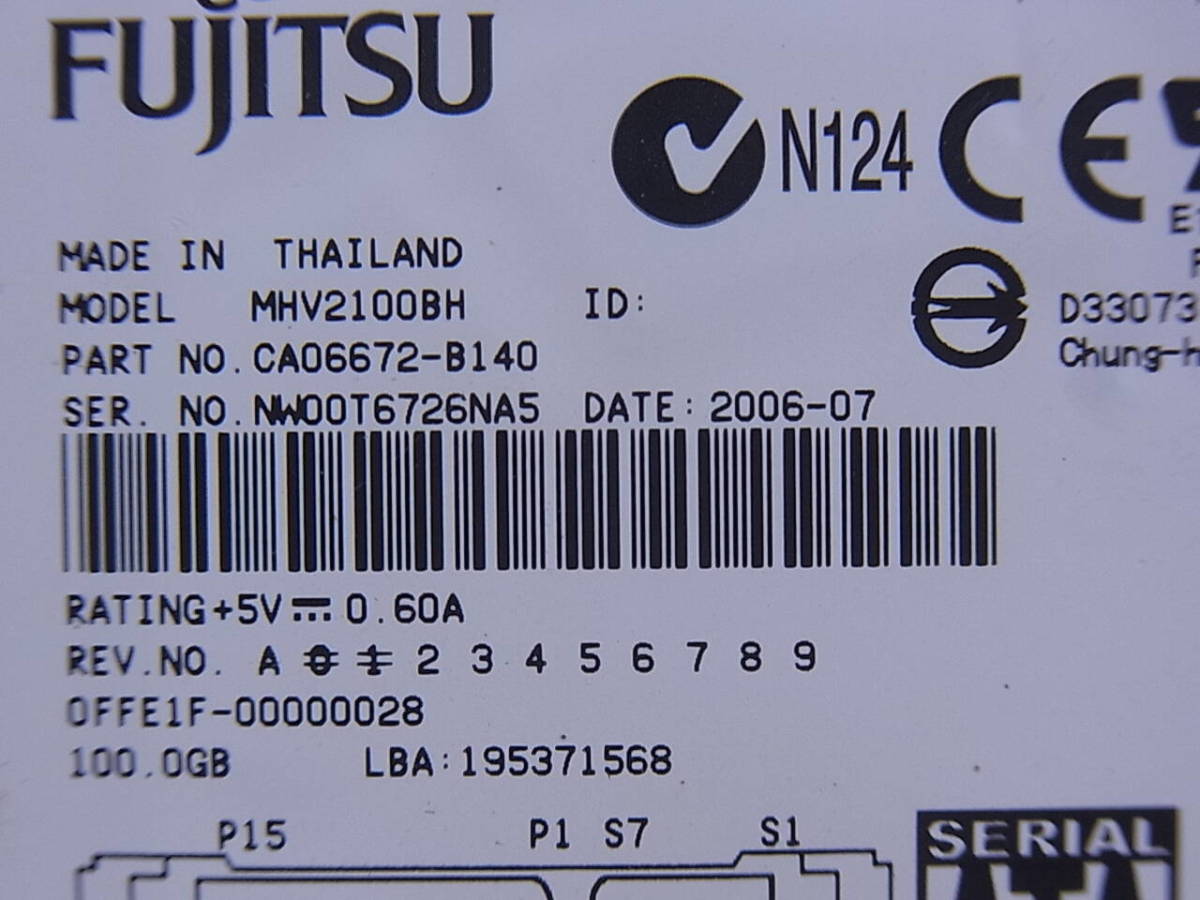 FUJITSU
N124
CE
MADE IN THAILAND
MODEL MHV2100BH ID:
D33073
PART NO. CA06672-B140
Chung-h
SER. NO. NW00T6726NA5 DATE: 2006-07
RATING +5V⎓0.60A
REV.NO. A 0 1 2 3 4 5 6 7 8 9
0FFE1F-00000028
100.0GB LBA:195371568
P15 P1 S7 S1
SERIAL